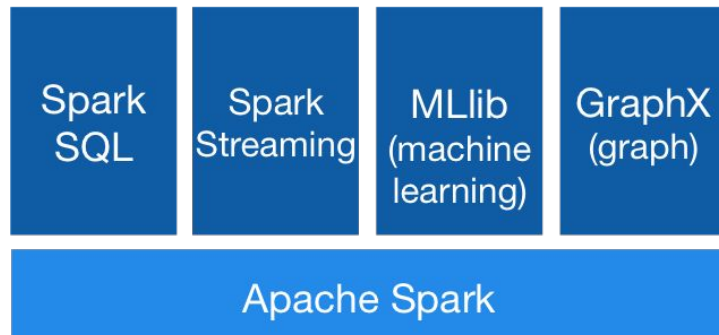 Spark
SQL
Spark
Streaming
MLlib
(machine
learning)
GraphX
(graph)
Apache Spark